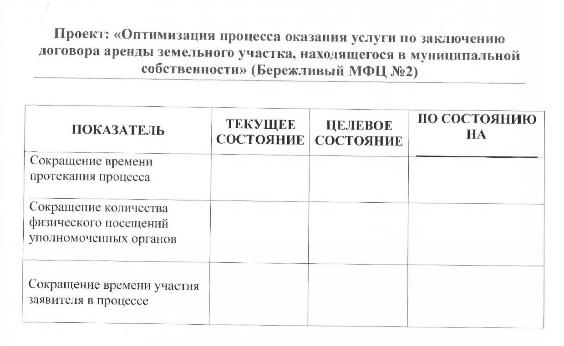 Проект: «Оптимизация процесса оказания услуги по заключению
договора аренды земельного участка, находящегося в муниципальной
собственности» (Бережливый МФЦ №2)
ПОКАЗАТЕЛЬ
ТЕКУЩЕЕ
СОСТОЯНИЕ
ЦЕЛЕВОЕ
СОСТОЯНИЕ
ПО СОСТОЯНИЮ
НА
Сокращение времени
протекания процесса
Сокращение количества
физического посещений
уполномоченных органов
Сокращение времени участия
заявителя в процессе